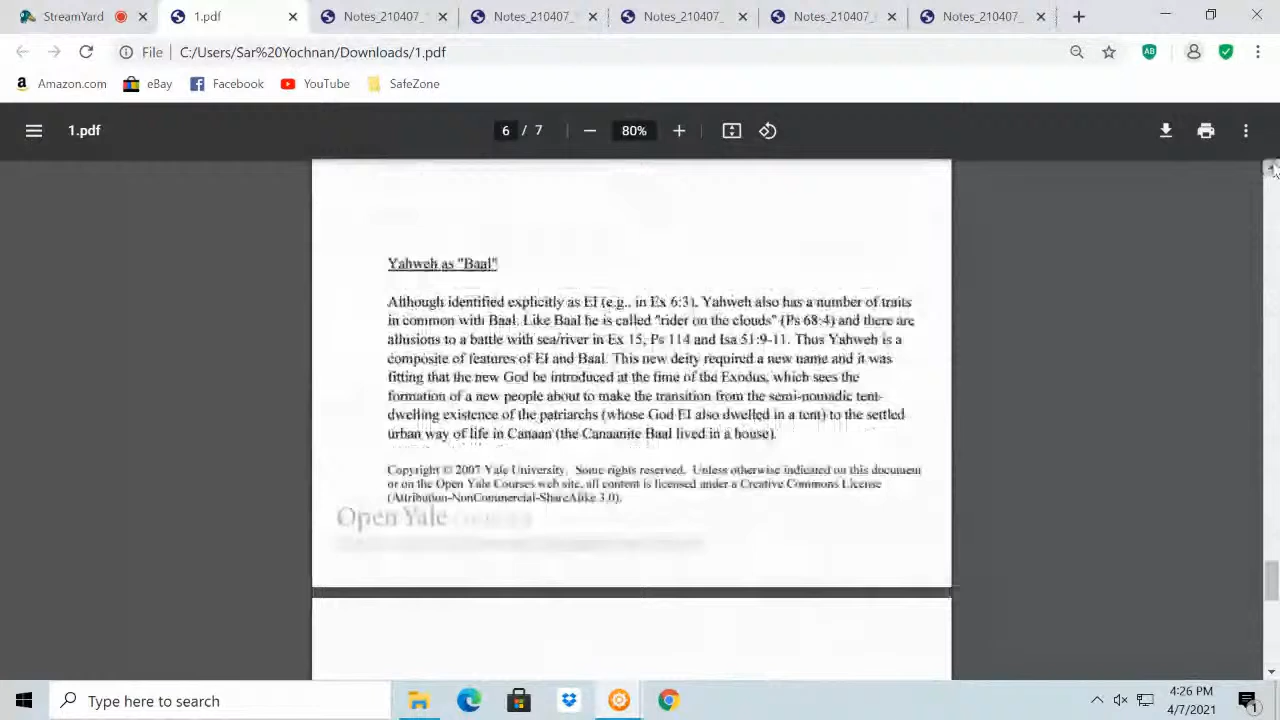 StreamYard
1.pdf
Notes_210407_
Notes_210407_
Notes_210407_
Notes_210407_
Notes_210407_
File
C:/Users/Sar%20Yochnan/Downloads/1.pdf
AB
Amazon.com
eBay
Facebook
YouTube
SafeZone
1.pdf
6 / 7
80%
Yahweh as "Baal"
Although identified explicitly as El (e.g., in Ex 6:3), Yahweh also has a number of traits
in common with Baal. Like Baal he is called "rider on the clouds" (Ps 68:4) and there are
allusions to a battle with sea/river in Ex 15, Ps 114 and Isa 51:9-11. Thus Yahweh is a
composite of features of El and Baal. This new deity required a new name and it was
fitting that the new God be introduced at the time of the Exodus, which sees the
formation of a new people about to make the transition from the semi-nomadic tent-
dwelling existence of the patriarchs (whose God El also dwelled in a tent) to the settled
urban way of life in Canaan (the Canaanite Baal lived in a house).
Copyright © 2007 Yale University. Some rights reserved. Unless otherwise indicated on this document
or on the Open Yale Courses web site, all content is licensed under a Creative Commons License
(Attribution-NonCommercial-ShareAlike 3.0).
Open Yale
Type here to search
4:26 PM
4/7/2021
1